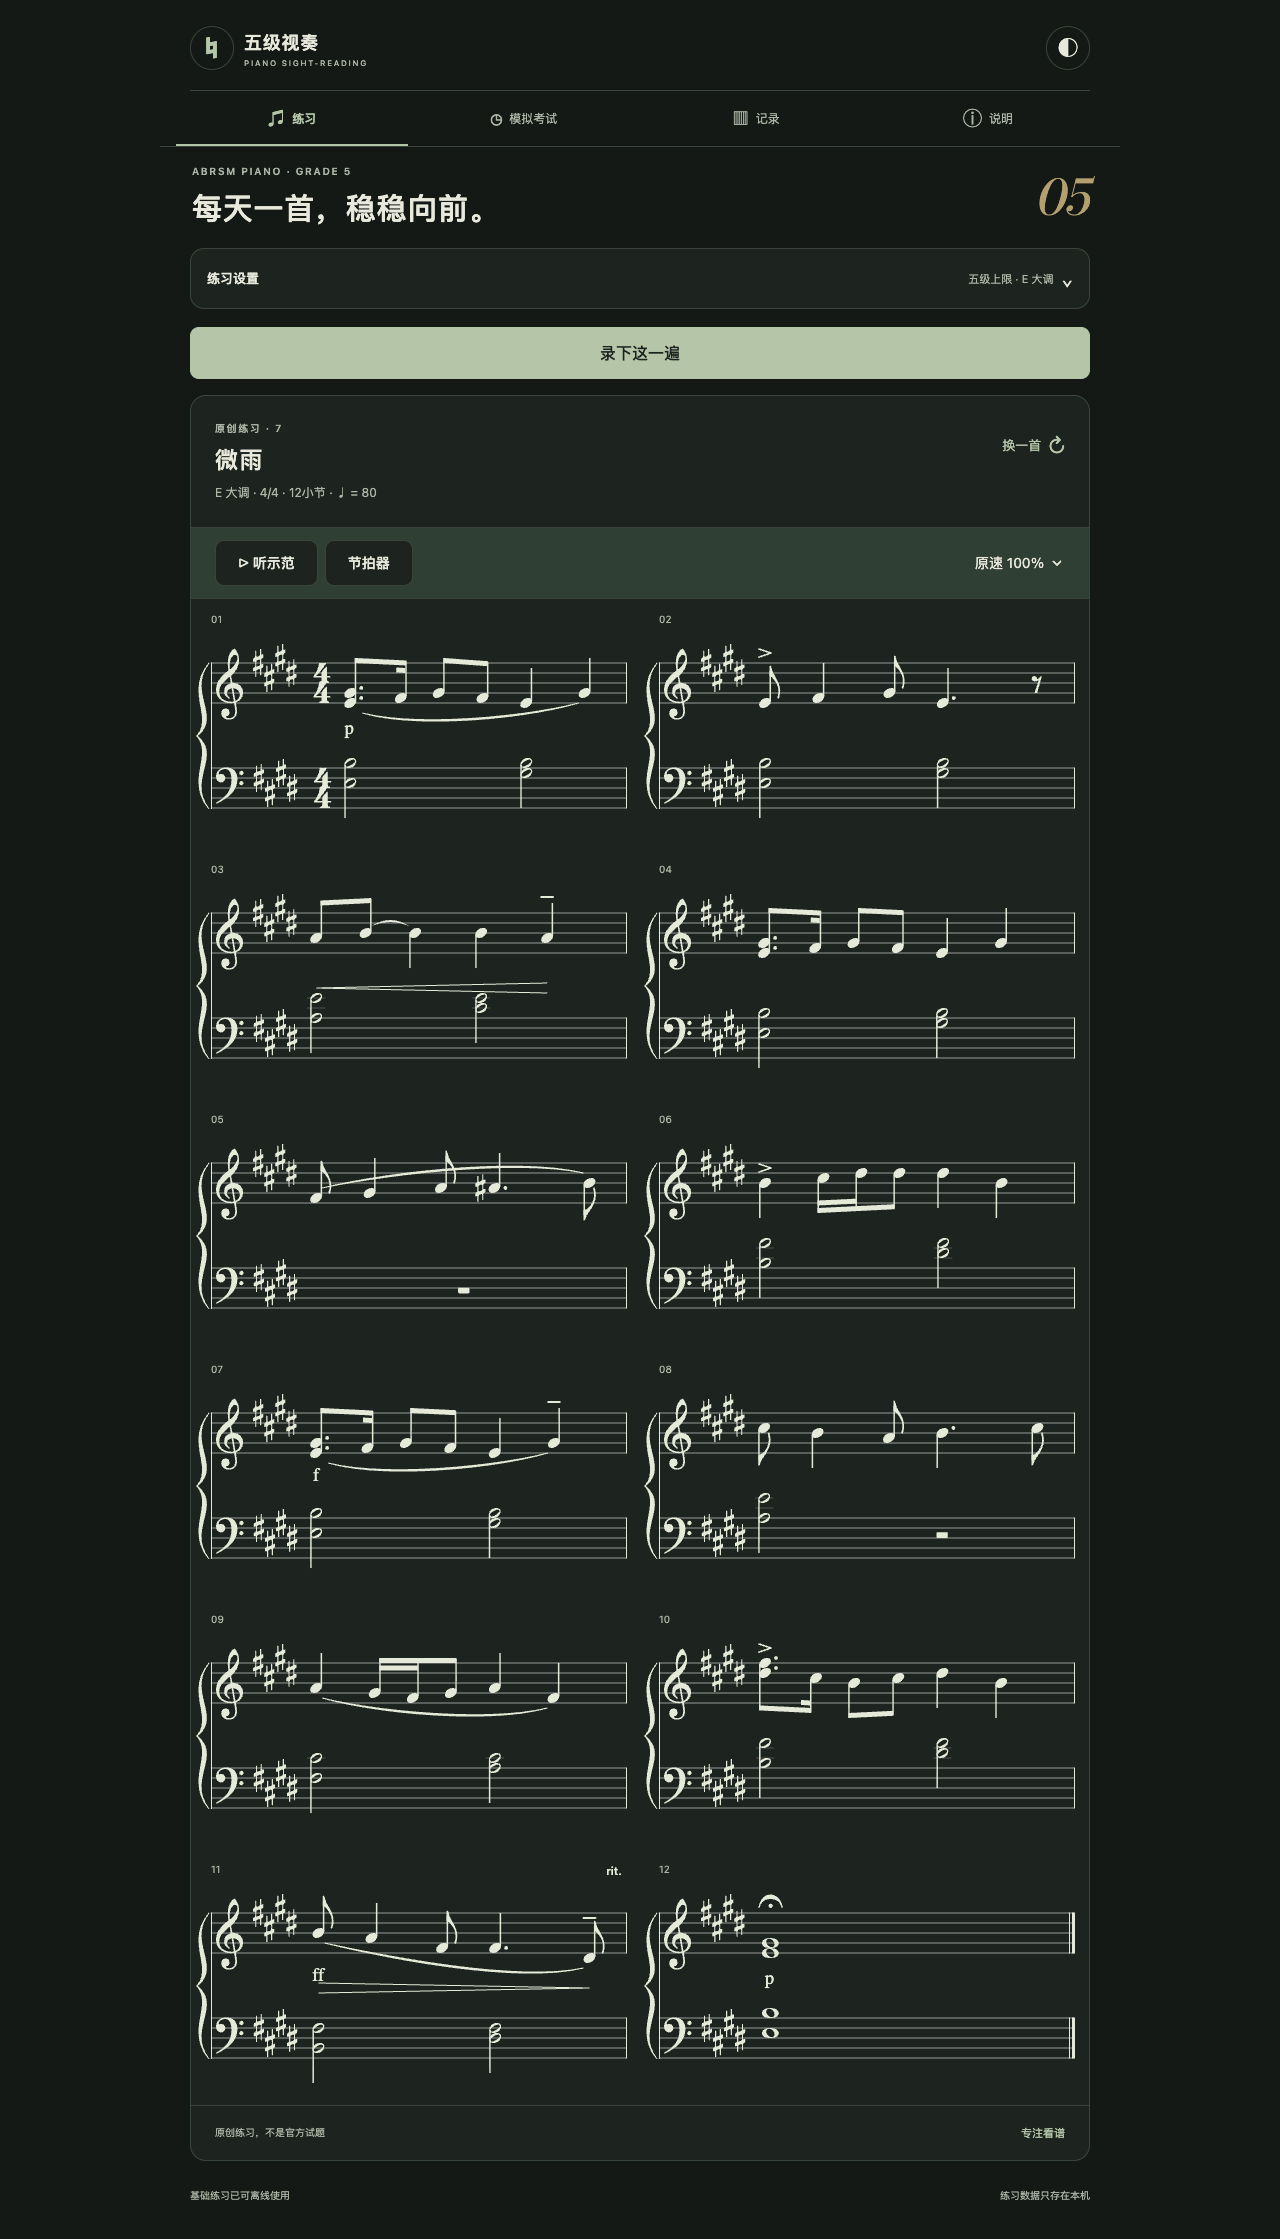 五级视奏
PIANO SIGHT-READING
练习
模拟考试
记录
说明
ABRSM PIANO · GRADE 5
每天一首，稳稳向前。
05
练习设置
五级上限 · E 大调
录下这一遍
原创练习 · 7
微雨
换一首
E 大调 · 4/4 · 12小节 · ♩ = 80
听示范
节拍器
原速 100%
01
02
p
03
04
05
06
07
08
f
09
10
11
rit.
12
ff
p
原创练习，不是官方试题
专注看谱
基础练习已可离线使用
练习数据只存在本机